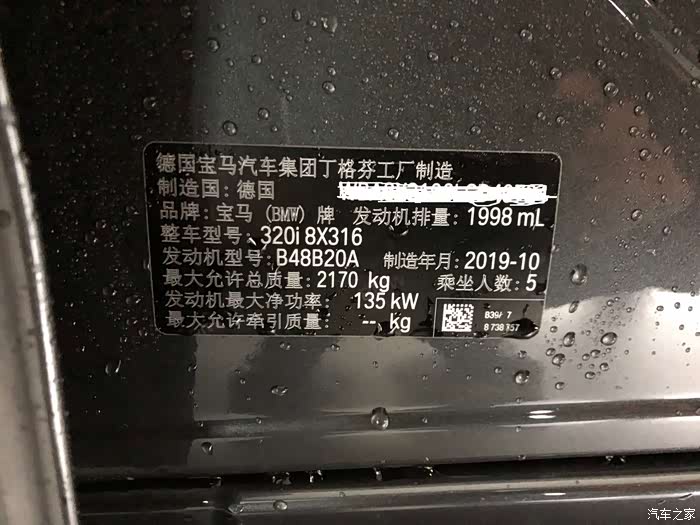 德国宝马汽车集团丁格芬工厂制造
制造国：德国
品牌：宝马(BMW)牌 发动机排量：1998 mL
整车型号：320i 8X316
发动机型号：B48B20A 制造年月：2019-10
最大允许总质量：2170 kg 乘坐人数：5
发动机最大净功率： 135 kW
最大允许牵引质量： -- kg
汽车之家